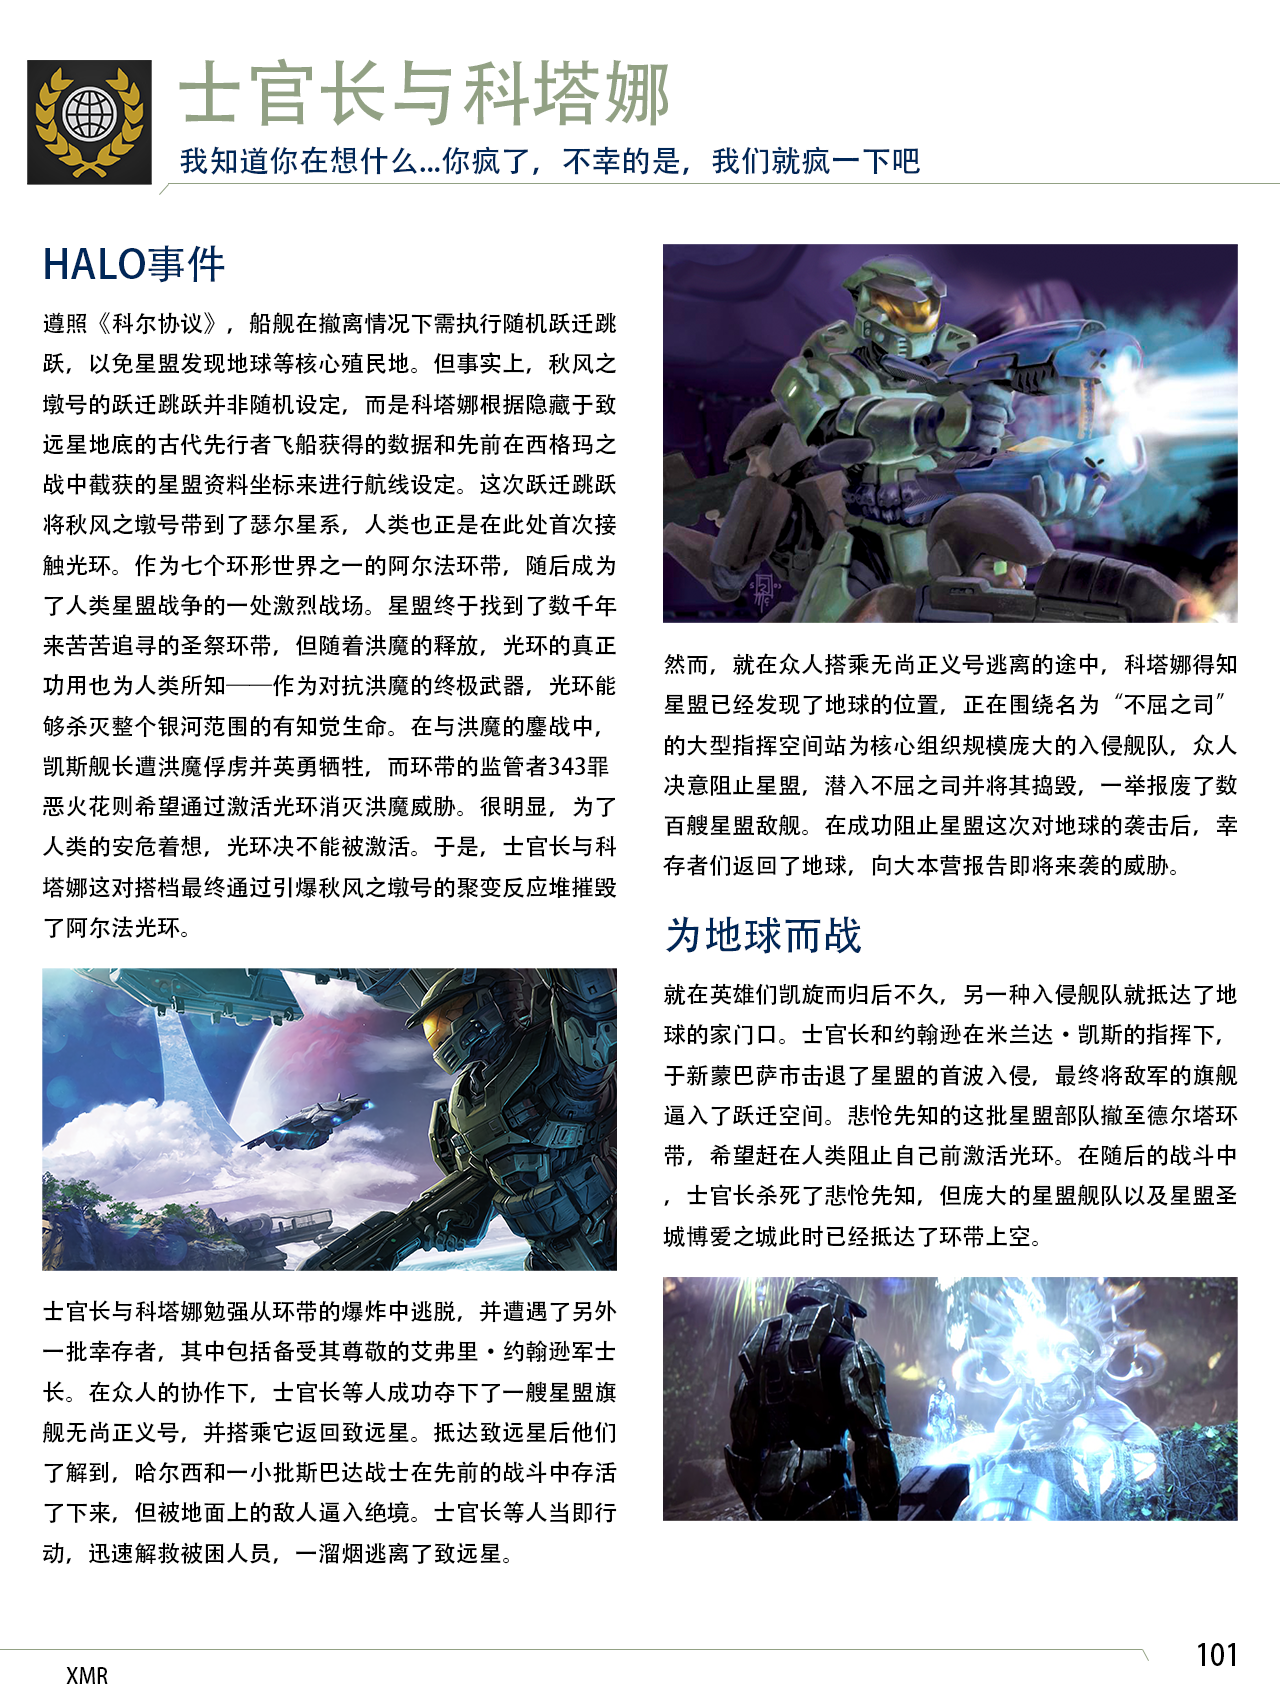 士官长与科塔娜
我知道你在想什么...你疯了，不幸的是，我们就疯一下吧
HALO事件
遵照《科尔协议》，船舰在撤离情况下需执行随机跃迁跳
跃，以免星盟发现地球等核心殖民地。但事实上，秋风之
墩号的跃迁跳跃并非随机设定，而是科塔娜根据隐藏于致
远星地底的古代先行者飞船获得的数据和先前在西格玛之
战中截获的星盟资料坐标来进行航线设定。这次跃迁跳跃
将秋风之墩号带到了瑟尔星系，人类也正是在此处首次接
触光环。作为七个环形世界之一的阿尔法环带，随后成为
了人类星盟战争的一处激烈战场。星盟终于找到了数千年
来苦苦追寻的圣祭环带，但随着洪魔的释放，光环的真正
功用也为人类所知——作为对抗洪魔的终极武器，光环能
够杀灭整个银河范围的有知觉生命。在与洪魔的鏖战中，
凯斯舰长遭洪魔俘虏并英勇牺牲，而环带的监管者343罪
恶火花则希望通过激活光环消灭洪魔威胁。很明显，为了
人类的安危着想，光环决不能被激活。于是，士官长与科
塔娜这对搭档最终通过引爆秋风之墩号的聚变反应堆摧毁
了阿尔法光环。
士官长与科塔娜勉强从环带的爆炸中逃脱，并遭遇了另外
一批幸存者，其中包括备受其尊敬的艾弗里·约翰逊军士
长。在众人的协作下，士官长等人成功夺下了一艘星盟旗
舰无尚正义号，并搭乘它返回致远星。抵达致远星后他们
了解到，哈尔西和一小批斯巴达战士在先前的战斗中存活
了下来，但被地面上的敌人逼入绝境。士官长等人当即行
动，迅速解救被困人员，一溜烟逃离了致远星。
然而，就在众人搭乘无尚正义号逃离的途中，科塔娜得知
星盟已经发现了地球的位置，正在围绕名为“不屈之司”
的大型指挥空间站为核心组织规模庞大的入侵舰队，众人
决意阻止星盟，潜入不屈之司并将其捣毁，一举报废了数
百艘星盟敌舰。在成功阻止星盟这次对地球的袭击后，幸
存者们返回了地球，向大本营报告即将来袭的威胁。
为地球而战
就在英雄们凯旋而归后不久，另一种入侵舰队就抵达了地
球的家门口。士官长和约翰逊在米兰达·凯斯的指挥下，
于新蒙巴萨市击退了星盟的首波入侵，最终将敌军的旗舰
逼入了跃迁空间。悲怆先知的这批星盟部队撤至德尔塔环
带，希望赶在人类阻止自己前激活光环。在随后的战斗中
，士官长杀死了悲怆先知，但庞大的星盟舰队以及星盟圣
城博爱之城此时已经抵达了环带上空。
101
XMR